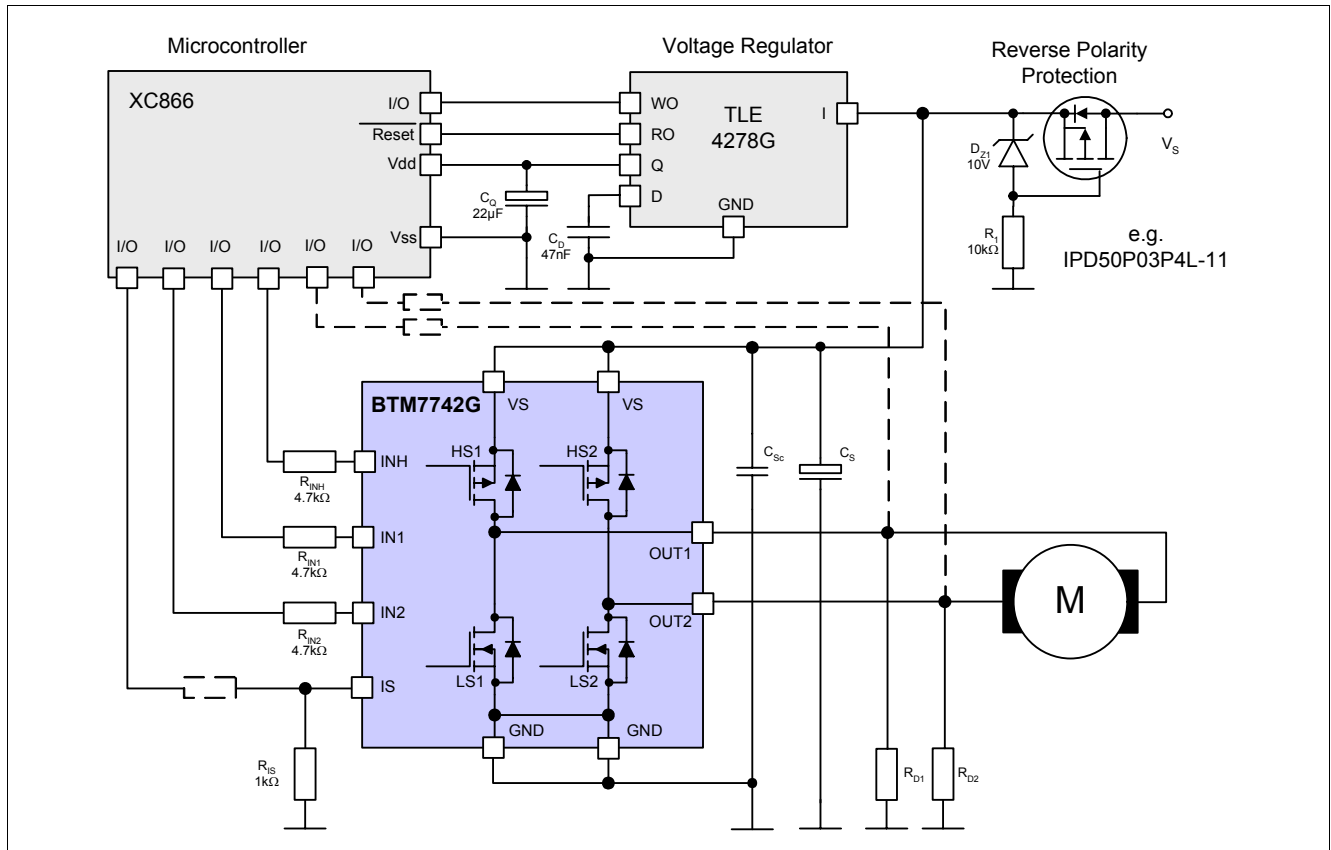 Microcontroller
Voltage Regulator
Reverse Polarity
Protection
XC866
I/O
Reset
Vdd
Vss
I/O
I/O
I/O
I/O
I/O
I/O
WO
RO
Q
D
TLE
4278G
I
GND
C_Q
22µF
C_D
47nF
D_Z1
10V
V_S
R_1
10kΩ
e.g.
IPD50P03P4L-11
BTM7742G
VS
VS
HS1
HS2
C_Sc
C_S
INH
R_INH
4.7kΩ
IN1
R_IN1
4.7kΩ
OUT1
IN2
R_IN2
4.7kΩ
OUT2
M
IS
LS1
LS2
GND
GND
R_IS
1kΩ
R_D1
R_D2